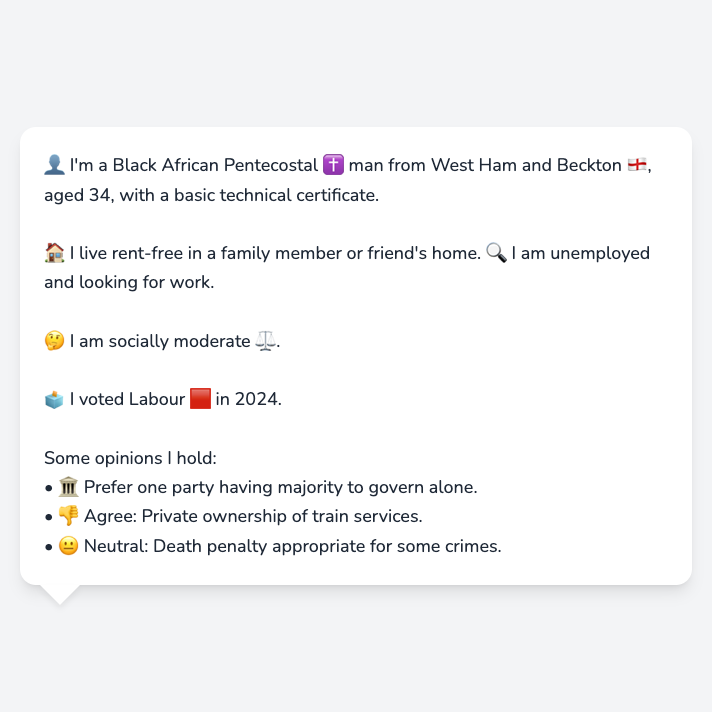 👤 I'm a Black African Pentecostal ✝️ man from West Ham and Beckton 🏴󠁧󠁢󠁥󠁮󠁧󠁿,
aged 34, with a basic technical certificate.
🏠 I live rent-free in a family member or friend's home. 🔍 I am unemployed
and looking for work.
🤔 I am socially moderate ⚖️.
🗳️ I voted Labour 🟥 in 2024.
Some opinions I hold:
• 🏛️ Prefer one party having majority to govern alone.
• 👎 Agree: Private ownership of train services.
• 😐 Neutral: Death penalty appropriate for some crimes.